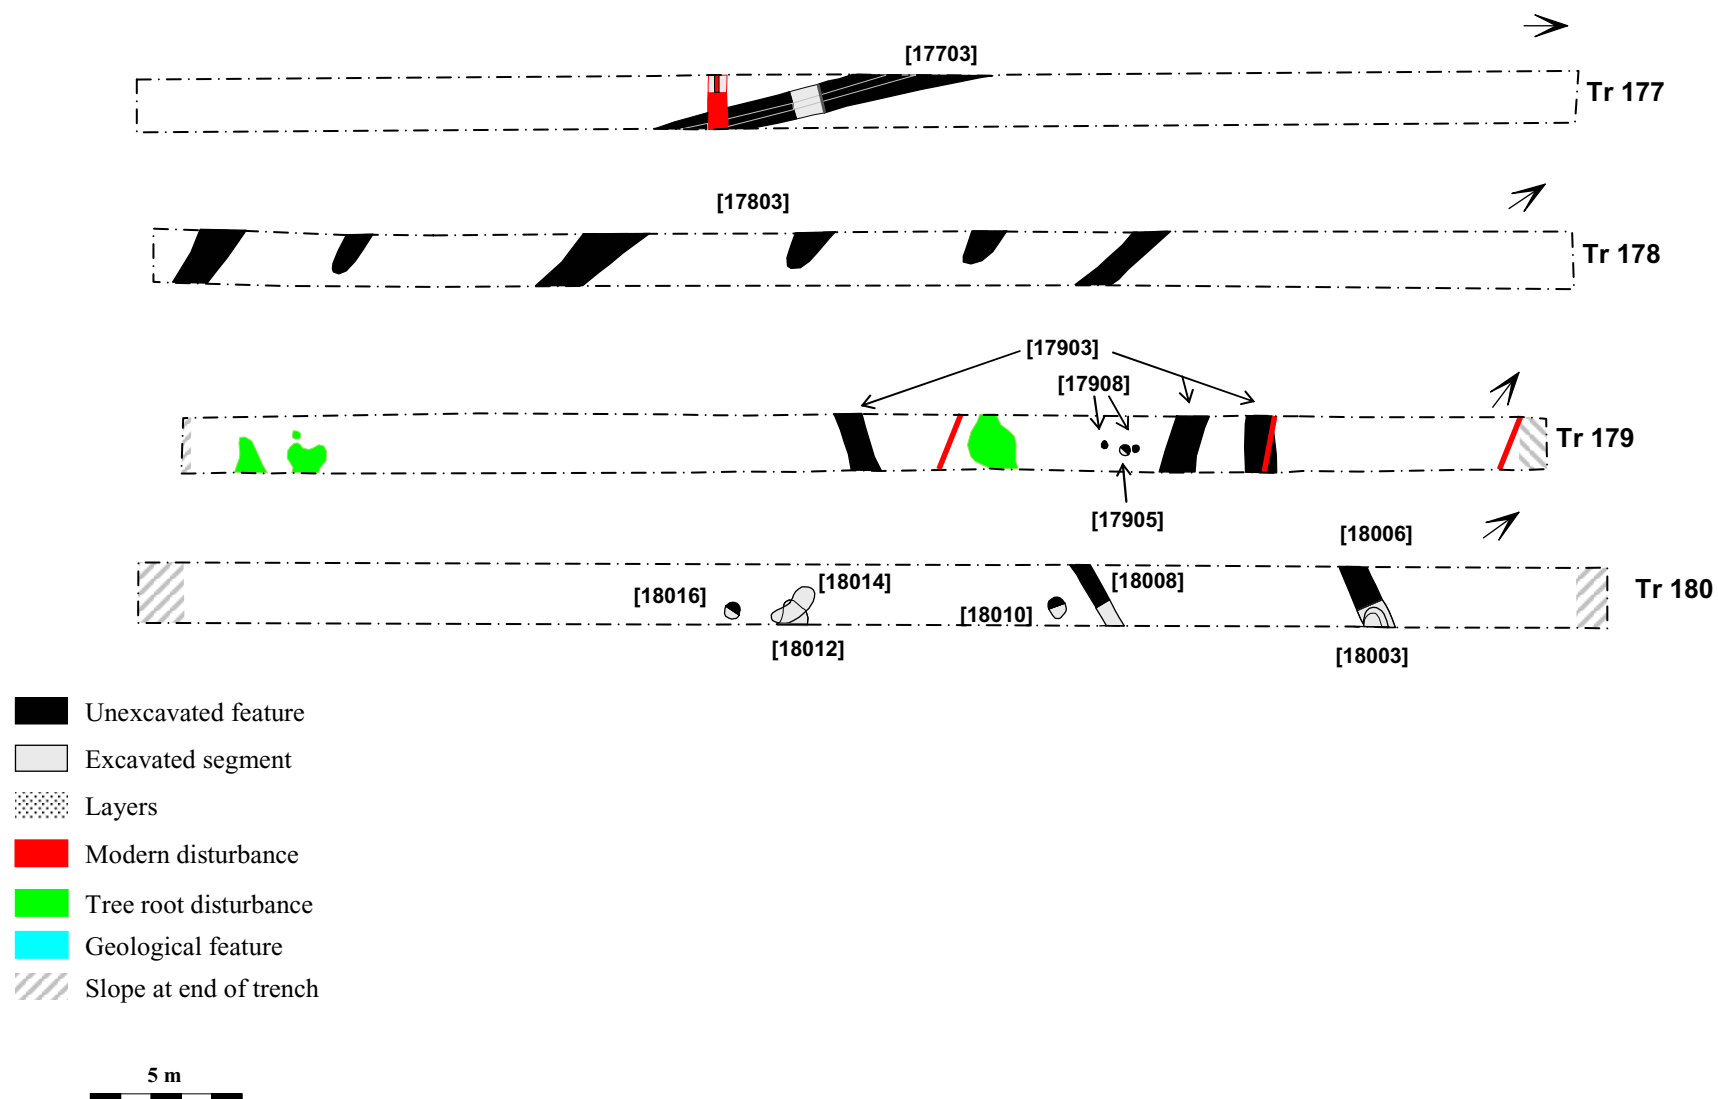 [17703]
Tr 177
[17803]
Tr 178
[17903]
[17908]
Tr 179
[17905]
[18006]
[18014]
[18008]
Tr 180
[18016]
[18010]
[18012]
[18003]
Unexcavated feature
Excavated segment
Layers
Modern disturbance
Tree root disturbance
Geological feature
Slope at end of trench
5 m